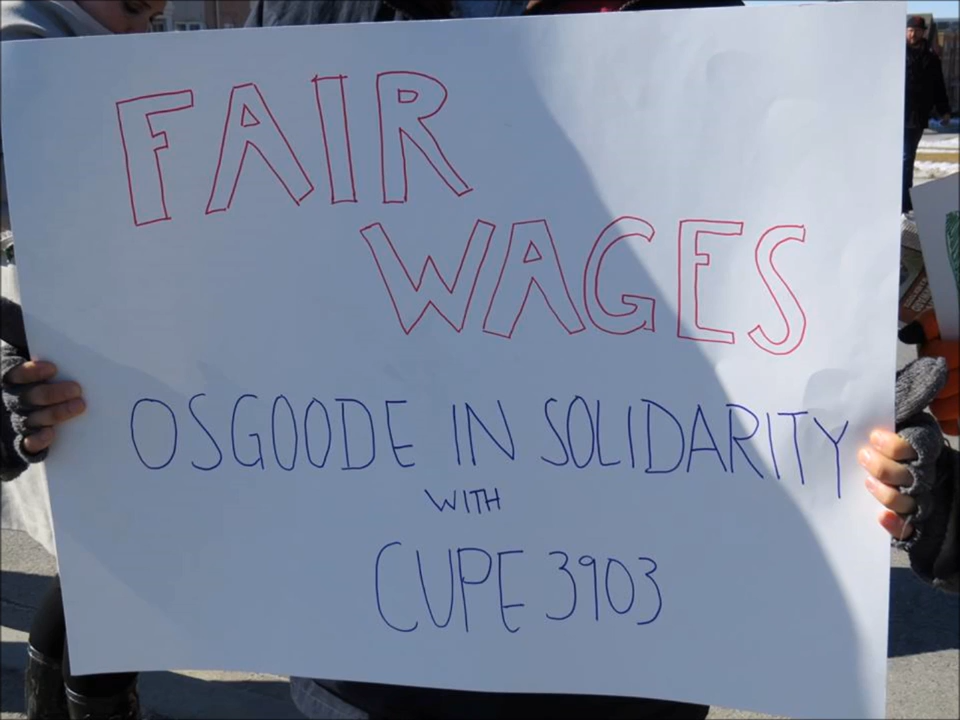 FAIR
WAGES
OSGOODE IN SOLIDARITY
WITH
CUPE 3903